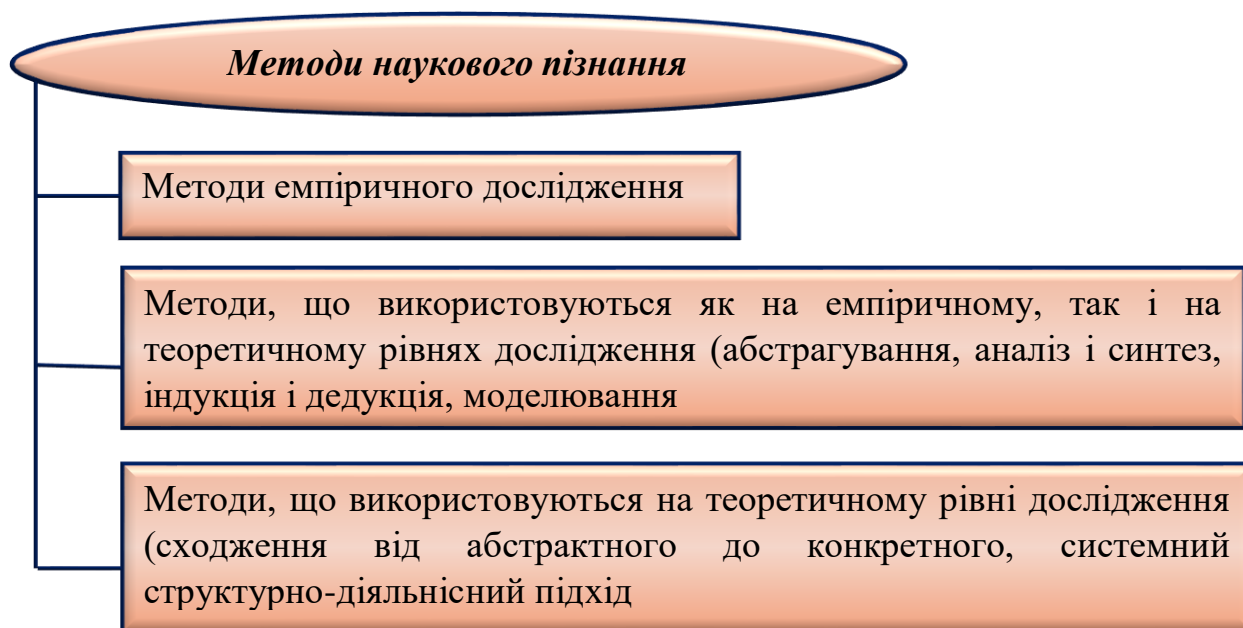 Методи наукового пізнання
Методи емпіричного дослідження
Методи, що використовуються як на емпіричному, так і на
теоретичному рівнях дослідження (абстрагування, аналіз і синтез,
індукція і дедукція, моделювання
Методи, що використовуються на теоретичному рівні дослідження
(сходження від абстрактного до конкретного, системний
структурно-діяльнісний підхід